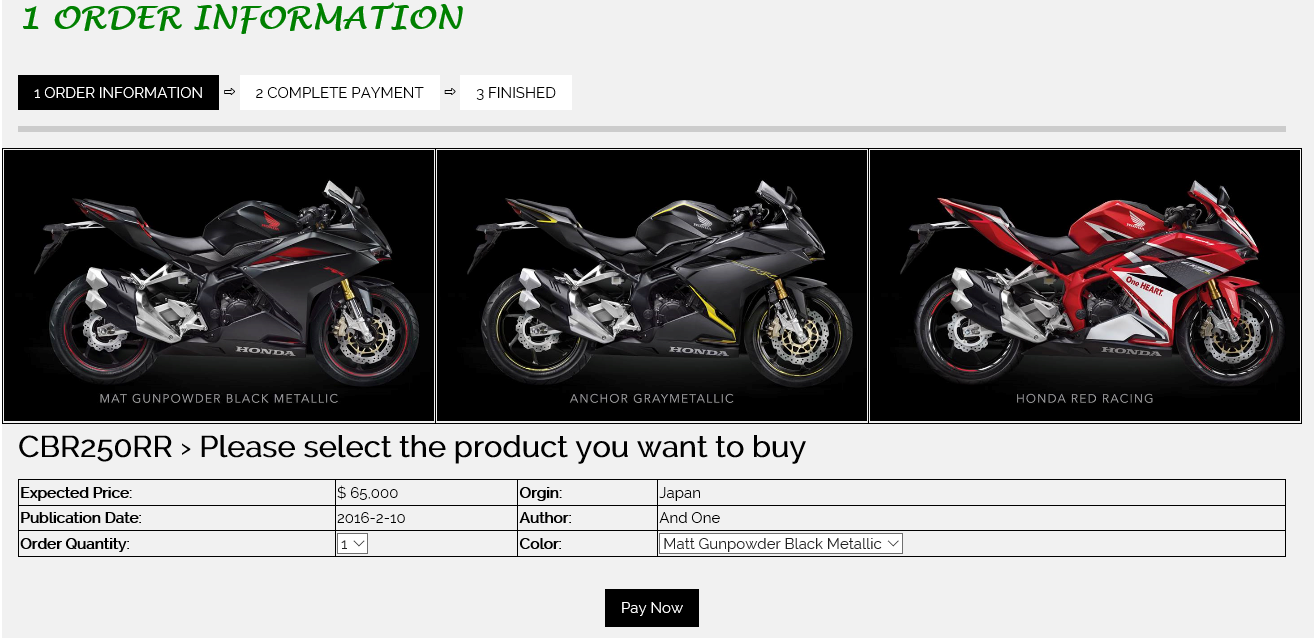 1 ORDER INFORMATION
1 ORDER INFORMATION ⇨ 2 COMPLETE PAYMENT ⇨ 3 FINISHED
HONDA
One HEART.
HONDA HONDA HONDA
MAT GUNPOWDER BLACK METALLIC ANCHOR GRAYMETALLIC HONDA RED RACING
CBR250RR › Please select the product you want to buy
Expected Price: $ 65,000 Orgin: Japan
Publication Date: 2016-2-10 Author: And One
Order Quantity: 1 Color: Matt Gunpowder Black Metallic
Pay Now